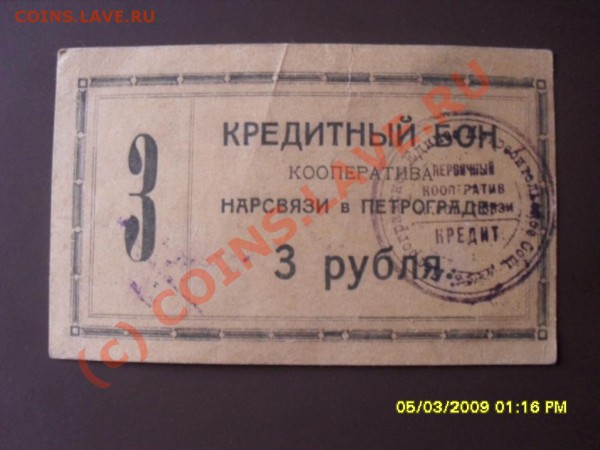 COINS.LAVE.RU
3
КРЕДИТНЫЙ БОН
КООПЕРАТИВА
НАРСВЯЗИ в ПЕТРОГРАДЕ
3 рубля
ПЕРВИЧНЫЙ
КООПЕРАТИВ
КРЕДИТ
(c) COINS.LAVE.RU
05/03/2009 01:16 PM